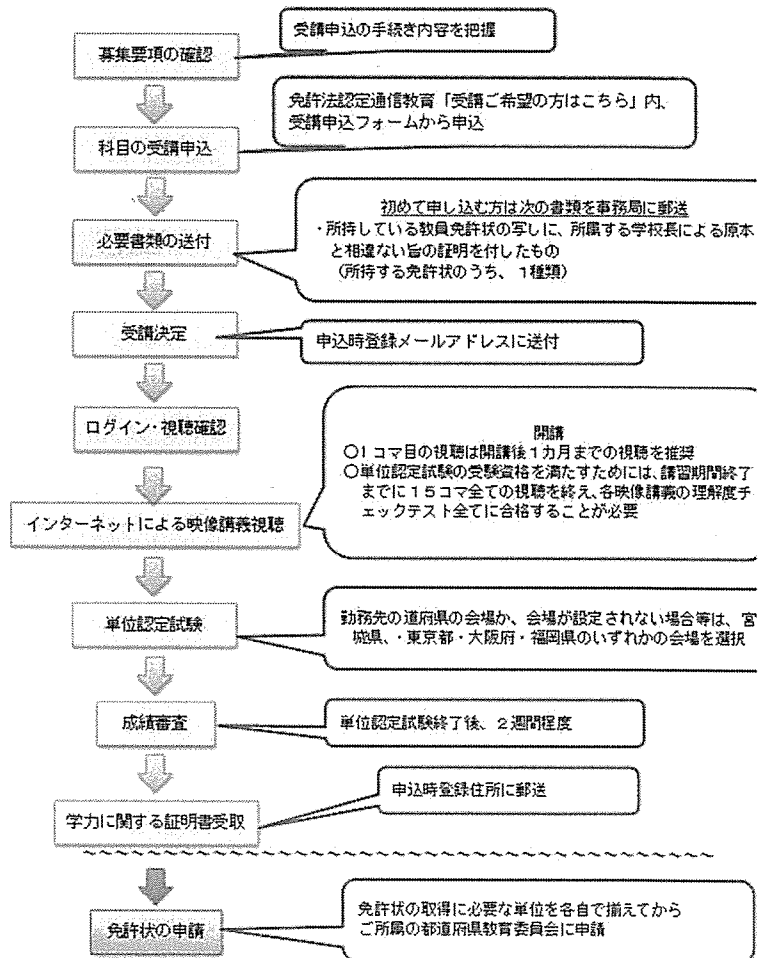 募集要項の確認
受講申込の手続き内容を把握
科目の受講申込
免許法認定通信教育「受講ご希望の方はこちら」内、
受講申込フォームから申込
必要書類の送付
初めて申し込む方は次の書類を事務局に郵送
・所持している教員免許状の写しに、所属する学校長による原本
と相違ない旨の証明を付したもの
（所持する免許状のうち、１種類）
受講決定
申込時登録メールアドレスに送付
ログイン・視聴確認
開講
〇１コマ目の視聴は開講後１カ月までの視聴を推奨
〇単位認定試験の受験資格を満たすためには、講習期間終了
までに１５コマ全ての視聴を終え、各映像講義の理解度チ
ェックテスト全てに合格することが必要
インターネットによる映像講義視聴
単位認定試験
勤務先の道府県の会場か、会場が設定されない場合等は、宮
城県、・東京都・大阪府・福岡県のいずれかの会場を選択
成績審査
単位認定試験終了後、２週間程度
学力に関する証明書受取
申込時登録住所に郵送
免許状の申請
免許状の取得に必要な単位を各自で揃えてから
ご所属の都道府県教育委員会に申請